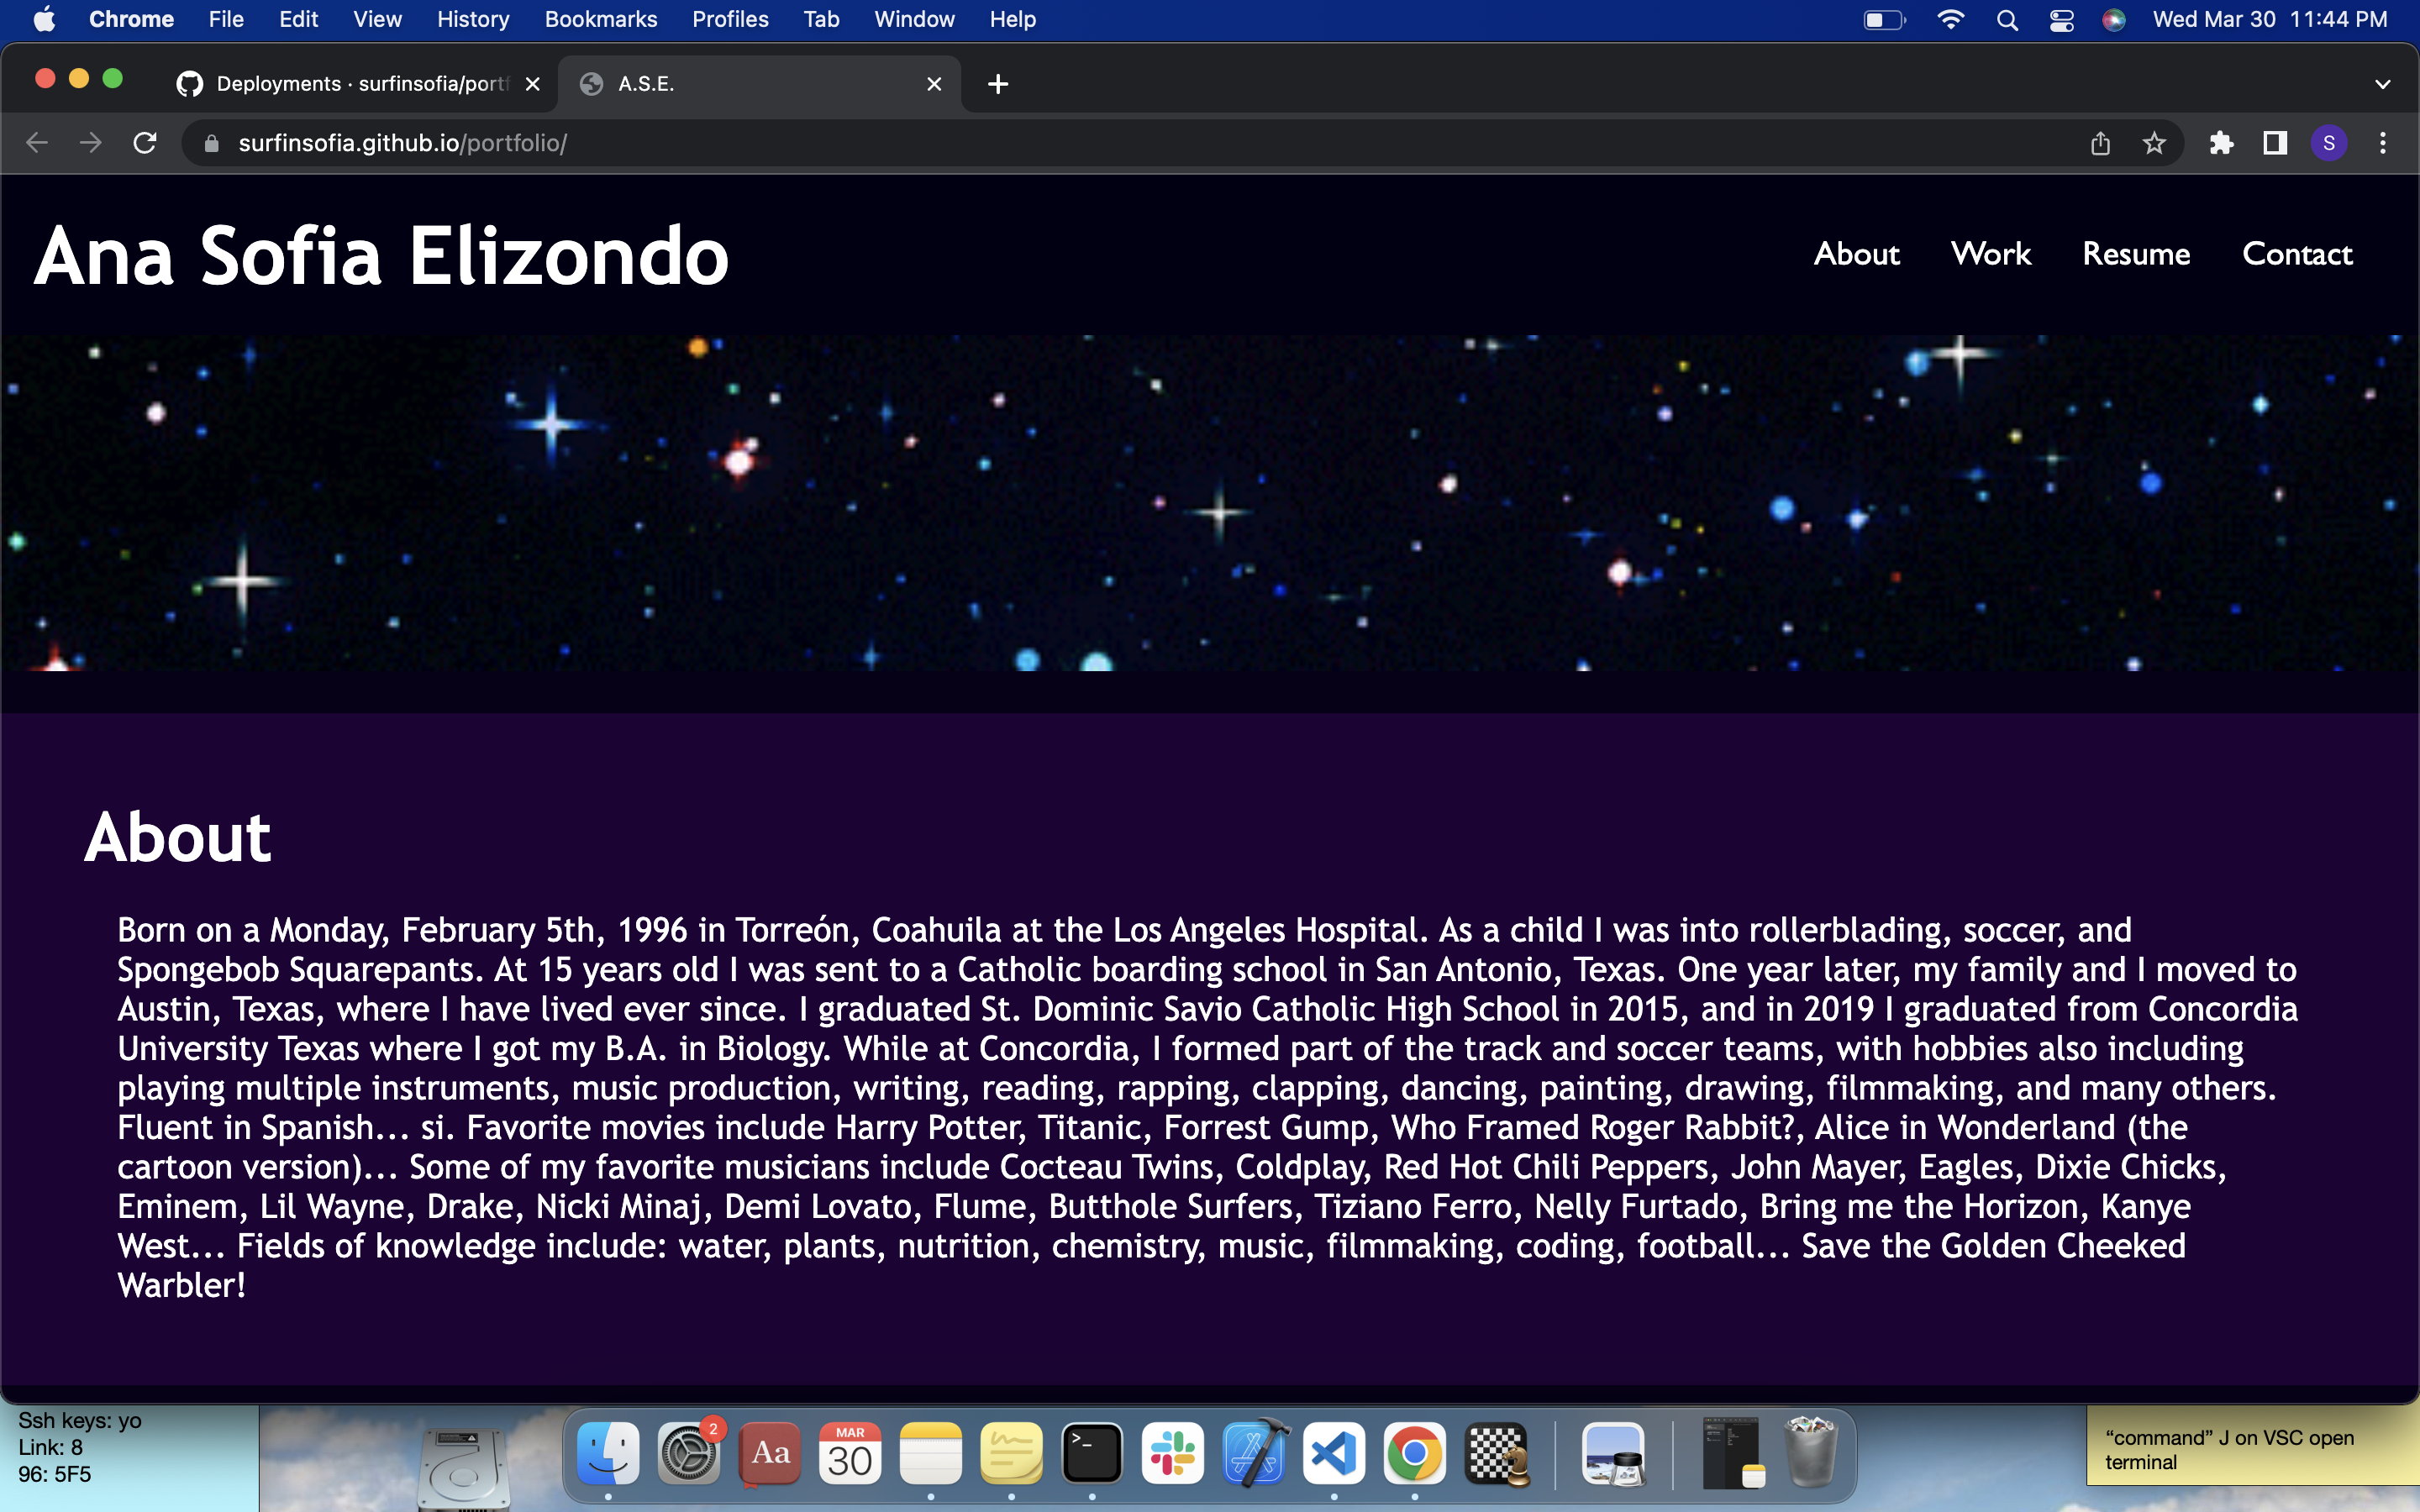 Chrome File Edit View History Bookmarks Profiles Tab Window Help Wed Mar 30 11:44 PM
Deployments · surfinsofia/portf A.S.E.
surfinsofia.github.io/portfolio/ S
Ana Sofia Elizondo
About Work Resume Contact
About
Born on a Monday, February 5th, 1996 in Torreón, Coahuila at the Los Angeles Hospital. As a child I was into rollerblading, soccer, and
Spongebob Squarepants. At 15 years old I was sent to a Catholic boarding school in San Antonio, Texas. One year later, my family and I moved to
Austin, Texas, where I have lived ever since. I graduated St. Dominic Savio Catholic High School in 2015, and in 2019 I graduated from Concordia
University Texas where I got my B.A. in Biology. While at Concordia, I formed part of the track and soccer teams, with hobbies also including
playing multiple instruments, music production, writing, reading, rapping, clapping, dancing, painting, drawing, filmmaking, and many others.
Fluent in Spanish... si. Favorite movies include Harry Potter, Titanic, Forrest Gump, Who Framed Roger Rabbit?, Alice in Wonderland (the
cartoon version)... Some of my favorite musicians include Cocteau Twins, Coldplay, Red Hot Chili Peppers, John Mayer, Eagles, Dixie Chicks,
Eminem, Lil Wayne, Drake, Nicki Minaj, Demi Lovato, Flume, Butthole Surfers, Tiziano Ferro, Nelly Furtado, Bring me the Horizon, Kanye
West... Fields of knowledge include: water, plants, nutrition, chemistry, music, filmmaking, coding, football... Save the Golden Cheeked
Warbler!
Ssh keys: yo
Link: 8
96: 5F5
2
Aa
MAR
30
>_
“command” J on VSC open
terminal